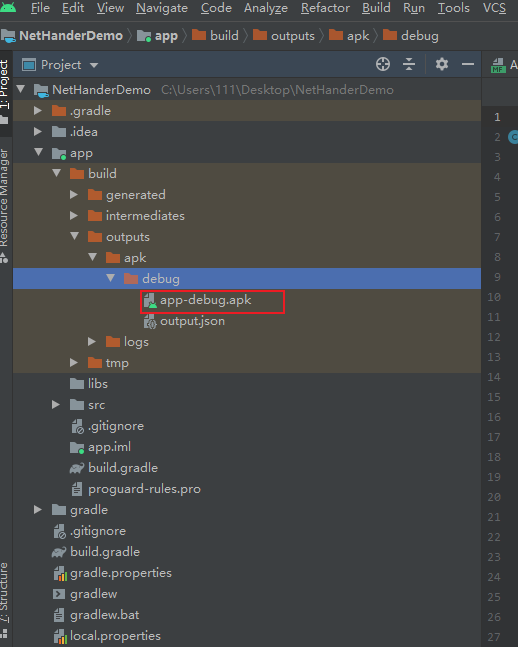 File Edit View Navigate Code Analyze Refactor Build Run Tools VCS
NetHanderDemo app build outputs apk debug
1: Project
Project
A
NetHanderDemo C:\Users\111\Desktop\NetHanderDemo
.gradle
.idea
app
build
generated
intermediates
outputs
apk
debug
app-debug.apk
output.json
logs
tmp
libs
src
.gitignore
app.iml
build.gradle
proguard-rules.pro
gradle
.gitignore
build.gradle
gradle.properties
gradlew
gradlew.bat
local.properties
Resource Manager
7: Structure
MF
1
2
3
4
5
6
7
8
9
10
11
12
13
14
15
16
17
18
19
20
21
22
23
24
25
26
27